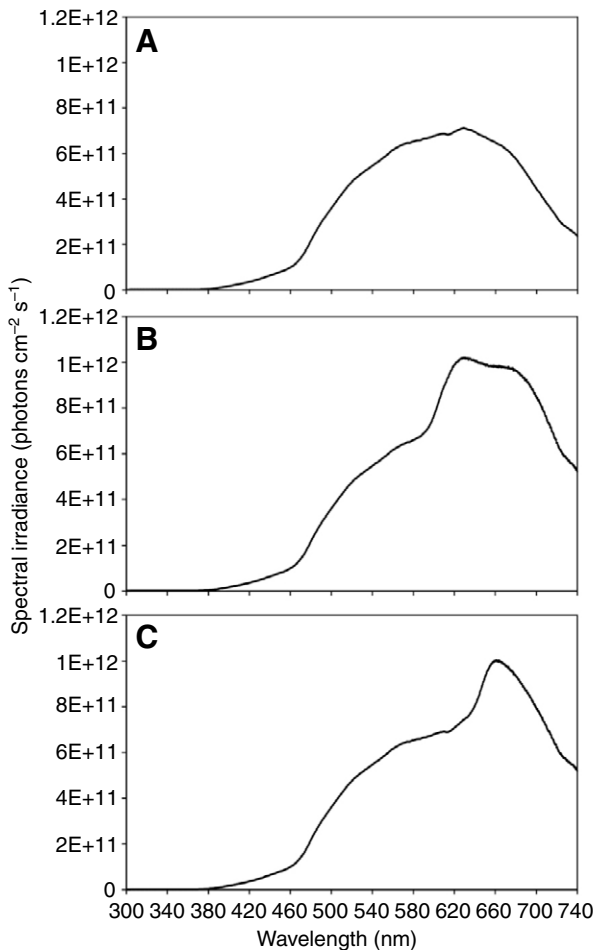 1.2E+12
A
1E+12
8E+11
6E+11
4E+11
2E+11
0
1.2E+12
B
1E+12
8E+11
6E+11
4E+11
2E+11
0
1.2E+12
C
1E+12
8E+11
6E+11
4E+11
2E+11
0
Spectral irradiance (photons cm⁻² s⁻¹)
300 340 380 420 460 500 540 580 620 660 700 740
Wavelength (nm)